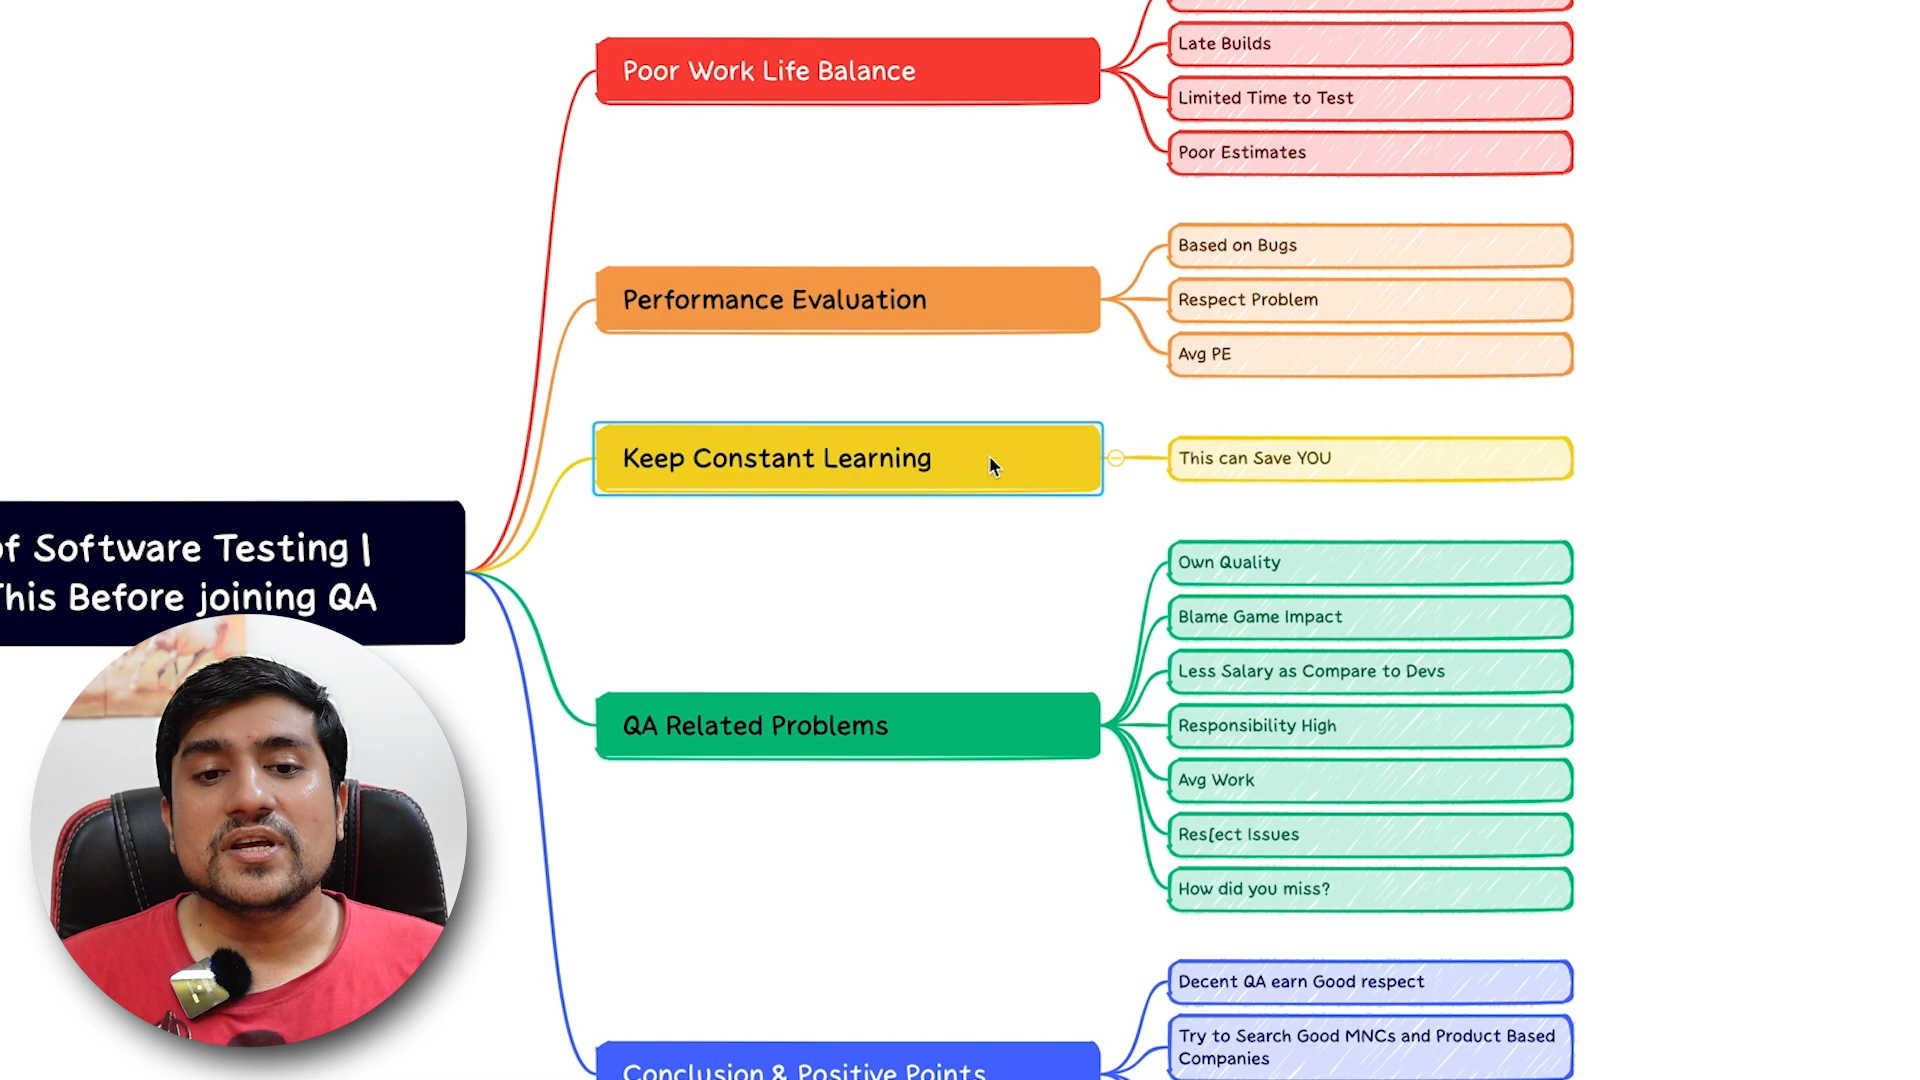 Poor Work Life Balance
Late Builds
Limited Time to Test
Poor Estimates
Performance Evaluation
Based on Bugs
Respect Problem
Avg PE
Keep Constant Learning
This can Save YOU
of Software Testing |
This Before joining QA
QA Related Problems
Own Quality
Blame Game Impact
Less Salary as Compare to Devs
Responsibility High
Avg Work
Res[ect Issues
How did you miss?
Conclusion & Positive Points
Decent QA earn Good respect
Try to Search Good MNCs and Product Based
Companies